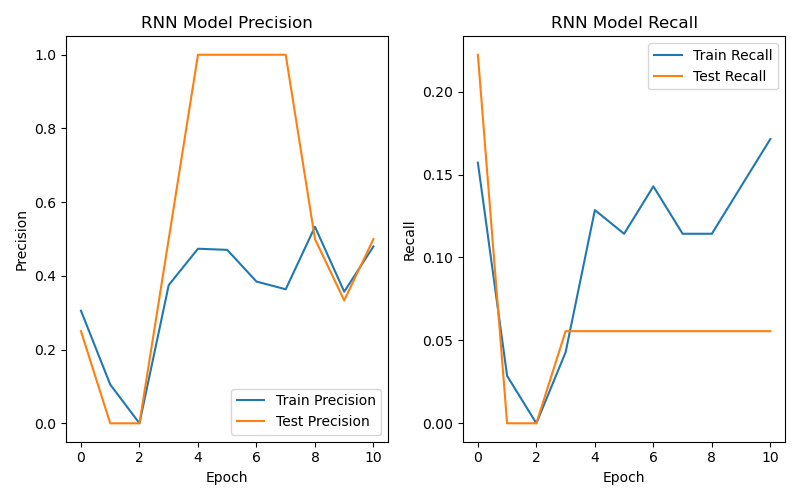 RNN Model Precision
1.0
0.8
0.6
0.4
0.2
0.0
Precision
Train Precision
Test Precision
0 2 4 6 8 10
Epoch
RNN Model Recall
Train Recall
Test Recall
0.20
0.15
0.10
0.05
0.00
Recall
0 2 4 6 8 10
Epoch